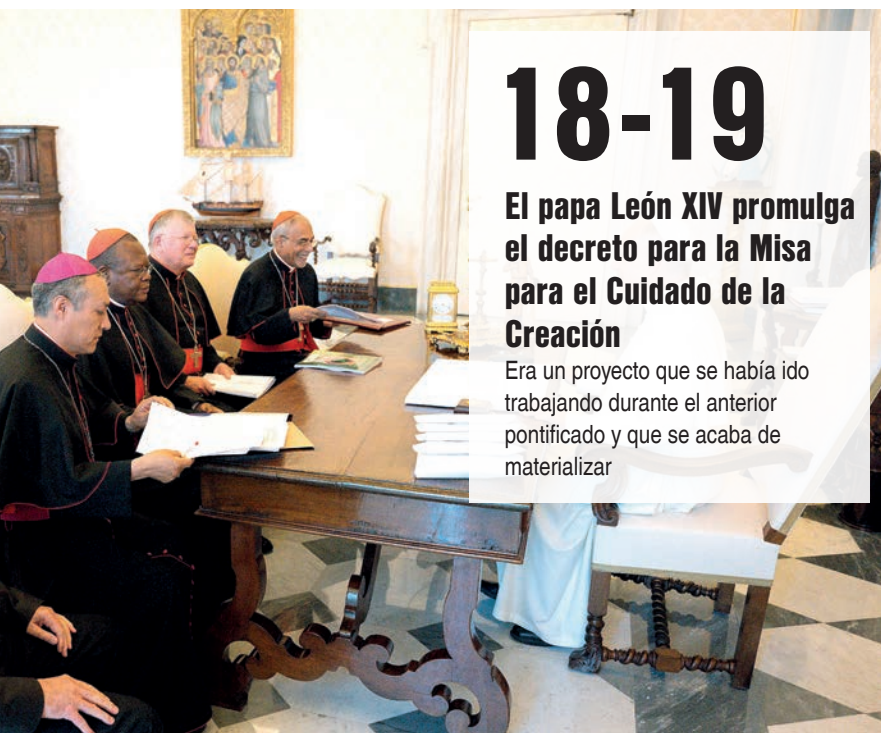 18-19
El papa León XIV promulga
el decreto para la Misa
para el Cuidado de la
Creación
Era un proyecto que se había ido
trabajando durante el anterior
pontificado y que se acaba de
materializar